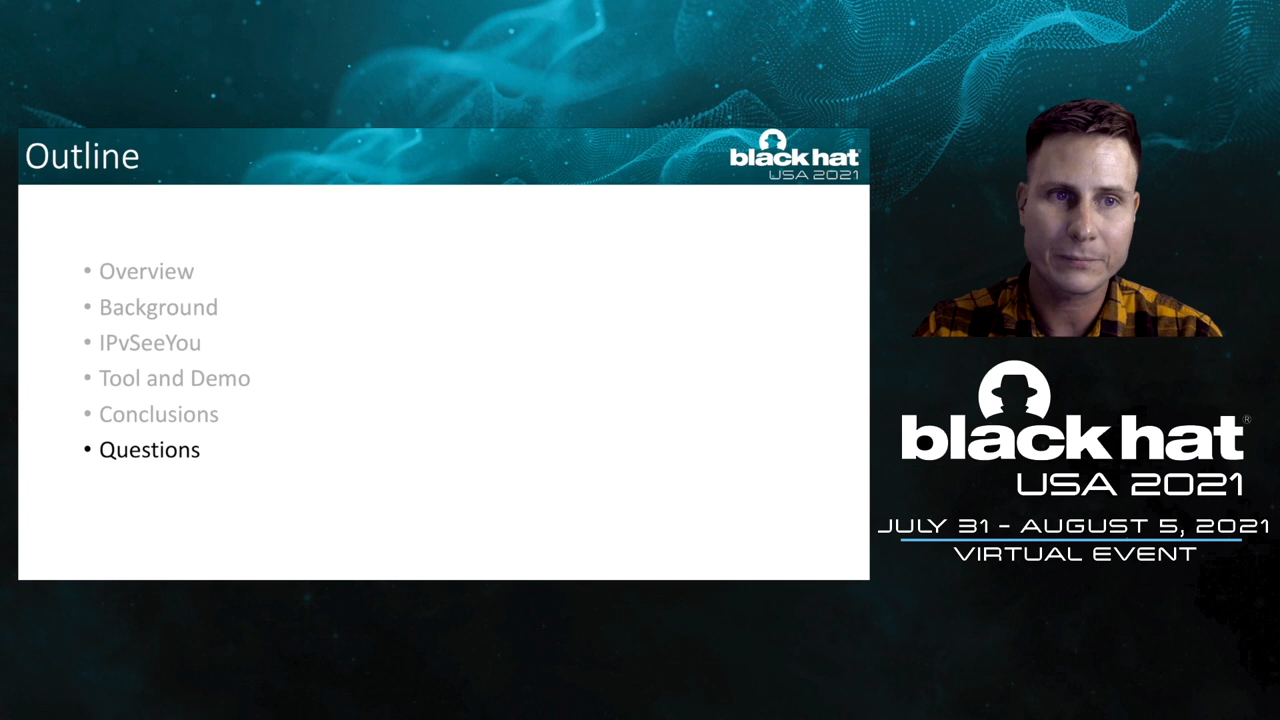 Outline
black hat
USA 2021
• Overview
• Background
• IPvSeeYou
• Tool and Demo
• Conclusions
• Questions
black hat®
USA 2021
JULY 31 - AUGUST 5, 2021
VIRTUAL EVENT